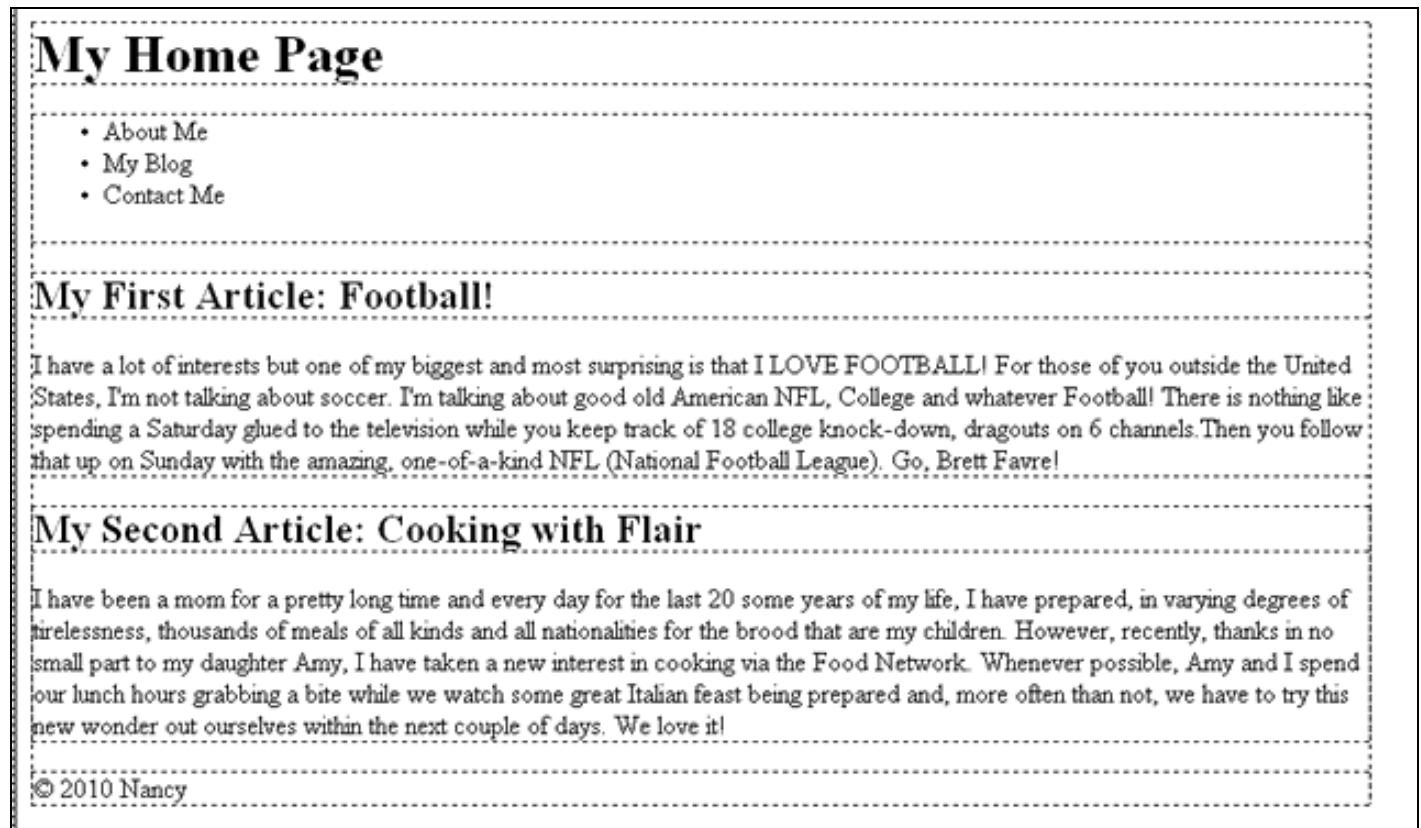 My Home Page
• About Me
• My Blog
• Contact Me
My First Article: Football!
I have a lot of interests but one of my biggest and most surprising is that I LOVE FOOTBALL! For those of you outside the United
States, I'm not talking about soccer. I'm talking about good old American NFL, College and whatever Football! There is nothing like
spending a Saturday glued to the television while you keep track of 18 college knock-down, dragouts on 6 channels.Then you follow
that up on Sunday with the amazing, one-of-a-kind NFL (National Football League). Go, Brett Favre!
My Second Article: Cooking with Flair
I have been a mom for a pretty long time and every day for the last 20 some years of my life, I have prepared, in varying degrees of
tirelessness, thousands of meals of all kinds and all nationalities for the brood that are my children. However, recently, thanks in no
small part to my daughter Amy, I have taken a new interest in cooking via the Food Network. Whenever possible, Amy and I spend
our lunch hours grabbing a bite while we watch some great Italian feast being prepared and, more often than not, we have to try this
new wonder out ourselves within the next couple of days. We love it!
© 2010 Nancy